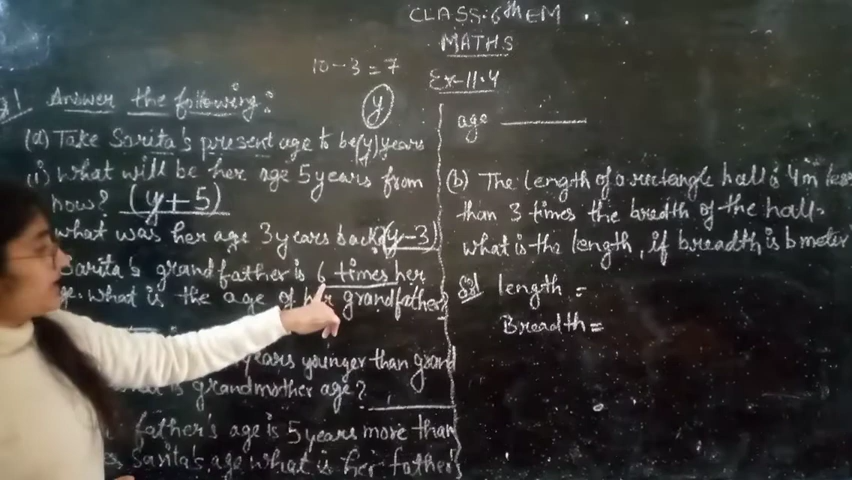 CLASS:6th EM
MATHS
Ex-11.4
10-3=7
y
Q1 Answer the following:
(a) Take Sarita's present age to be (y) years
(i) what will be her age 5 years from
now? (y+5)
what was her age 3 years back? (y-3)
Sarita's grandfather is 6 times her
age. what is the age of her grandfather?
years younger than grand
is grandmother age?
father's age is 5 years more than
Sarita's age what is her father's
age
(b) The length of a rectangle hall is 4m less
than 3 times the breadth of the hall.
what is the length, if breadth is b meter
Sol length =
Breadth =